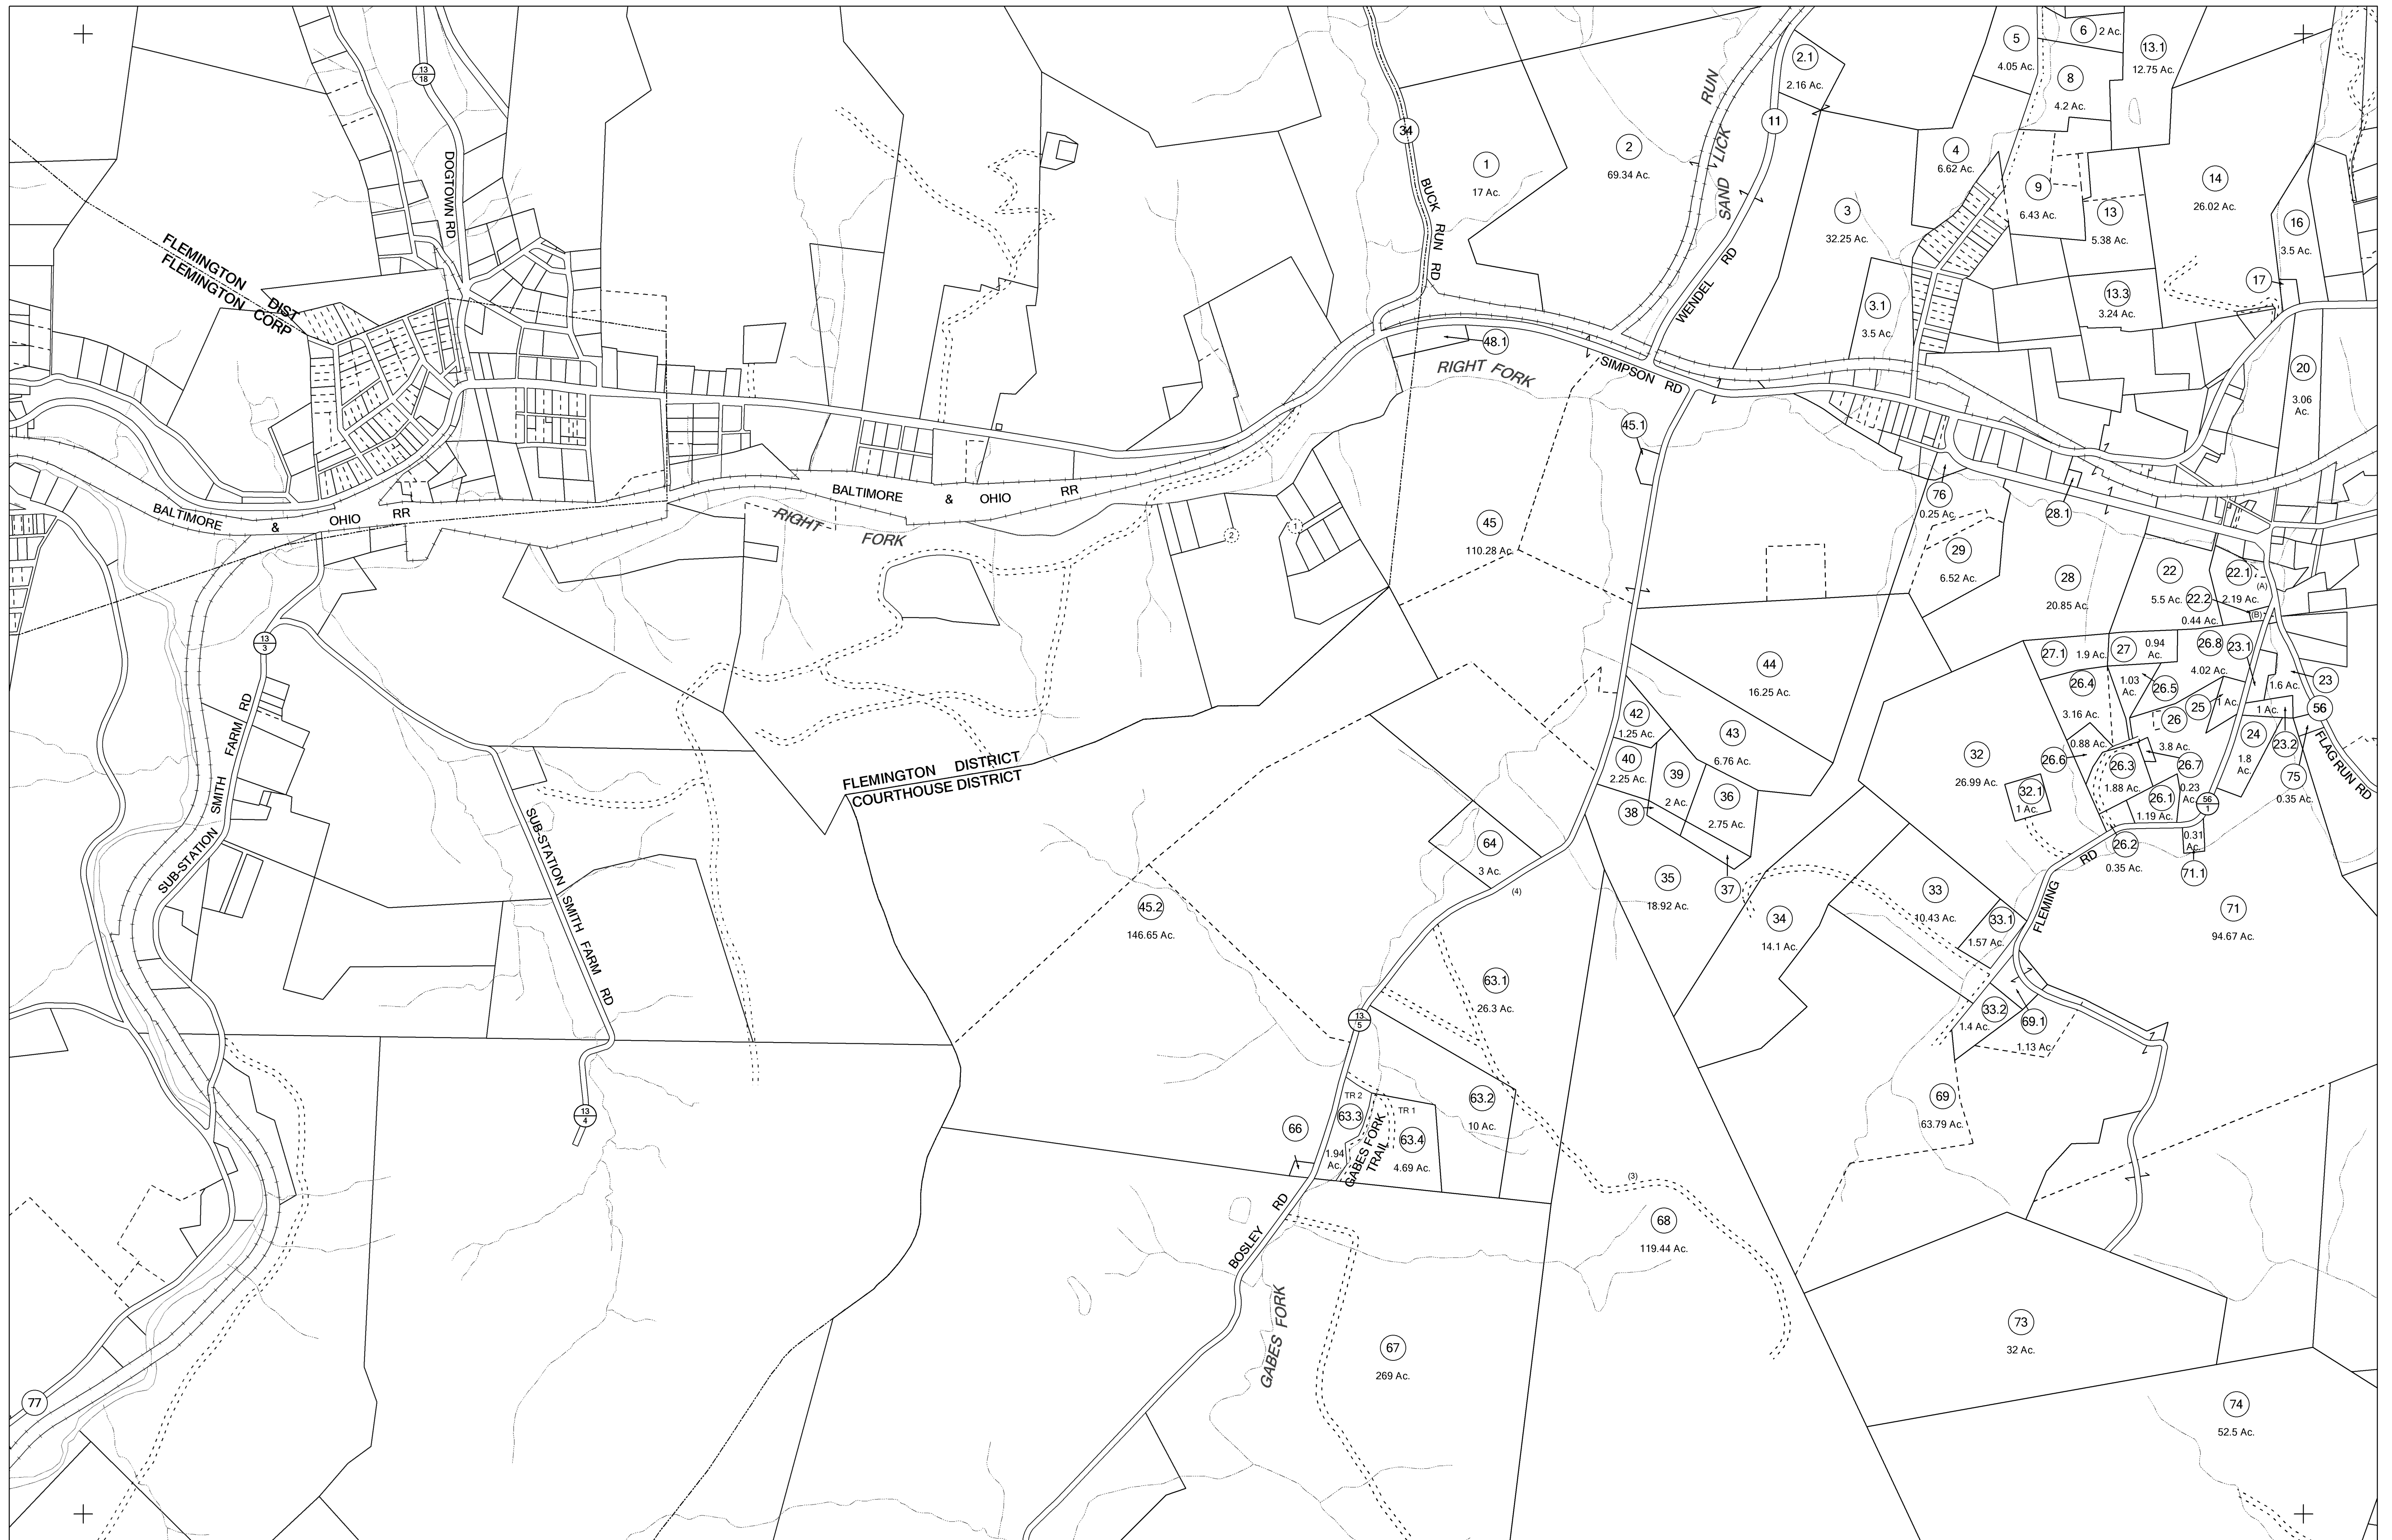 13
18
DOGTOWN RD
FLEMINGTON DIST
FLEMINGTON CORP
BALTIMORE & OHIO RR
BALTIMORE & OHIO RR
RIGHT FORK
13
3
SUB-STATION SMITH FARM RD
SUB-STATION SMITH FARM RD
13
4
77
FLEMINGTON DISTRICT
COURTHOUSE DISTRICT
2
1
34
BUCK RUN RD
1
17 Ac.
2
69.34 Ac.
SAND LICK RUN
11
WENDEL RD
2.1
2.16 Ac.
3
32.25 Ac.
3.1
3.5 Ac.
4
6.62 Ac.
5
4.05 Ac.
6
2 Ac.
8
4.2 Ac.
9
6.43 Ac.
13.1
12.75 Ac.
13
5.38 Ac.
13.3
3.24 Ac.
14
26.02 Ac.
16
3.5 Ac.
17
20
3.06
Ac.
48.1
RIGHT FORK
SIMPSON RD
45.1
45
110.28 Ac.
76
0.25 Ac.
28.1
29
6.52 Ac.
28
20.85 Ac.
22
5.5 Ac.
22.1
2.19 Ac.
(A)
22.2
0.44 Ac.
(B)
27.1
1.9 Ac.
27
0.94
Ac.
26.8
4.02 Ac.
23.1
1.6 Ac.
23
26.4
3.16 Ac.
1.03
Ac.
26.5
26
25
1 Ac.
1 Ac.
56
23.2
24
1.8
Ac.
75
0.35 Ac.
FLAG RUN RD
26.6
0.88 Ac.
26.3
1.88 Ac.
3.8 Ac.
26.7
0.23
Ac.
26.1
1.19 Ac.
56
1
0.31
Ac.
71.1
26.2
0.35 Ac.
FLEMING RD
32
26.99 Ac.
32.1
1 Ac.
44
16.25 Ac.
42
1.25 Ac.
43
6.76 Ac.
40
2.25 Ac.
39
2 Ac.
36
2.75 Ac.
38
37
35
18.92 Ac.
34
14.1 Ac.
33
10.43 Ac.
33.1
1.57 Ac.
33.2
1.4 Ac.
69.1
1.13 Ac.
69
63.79 Ac.
71
94.67 Ac.
64
3 Ac.
(4)
45.2
146.65 Ac.
63.1
26.3 Ac.
13
5
63.2
10 Ac.
TR 2
63.3
1.94
Ac.
TR 1
63.4
4.69 Ac.
GABES FORK
TRAIL
66
BOSLEY RD
GABES FORK
(3)
68
119.44 Ac.
67
269 Ac.
73
32 Ac.
74
52.5 Ac.